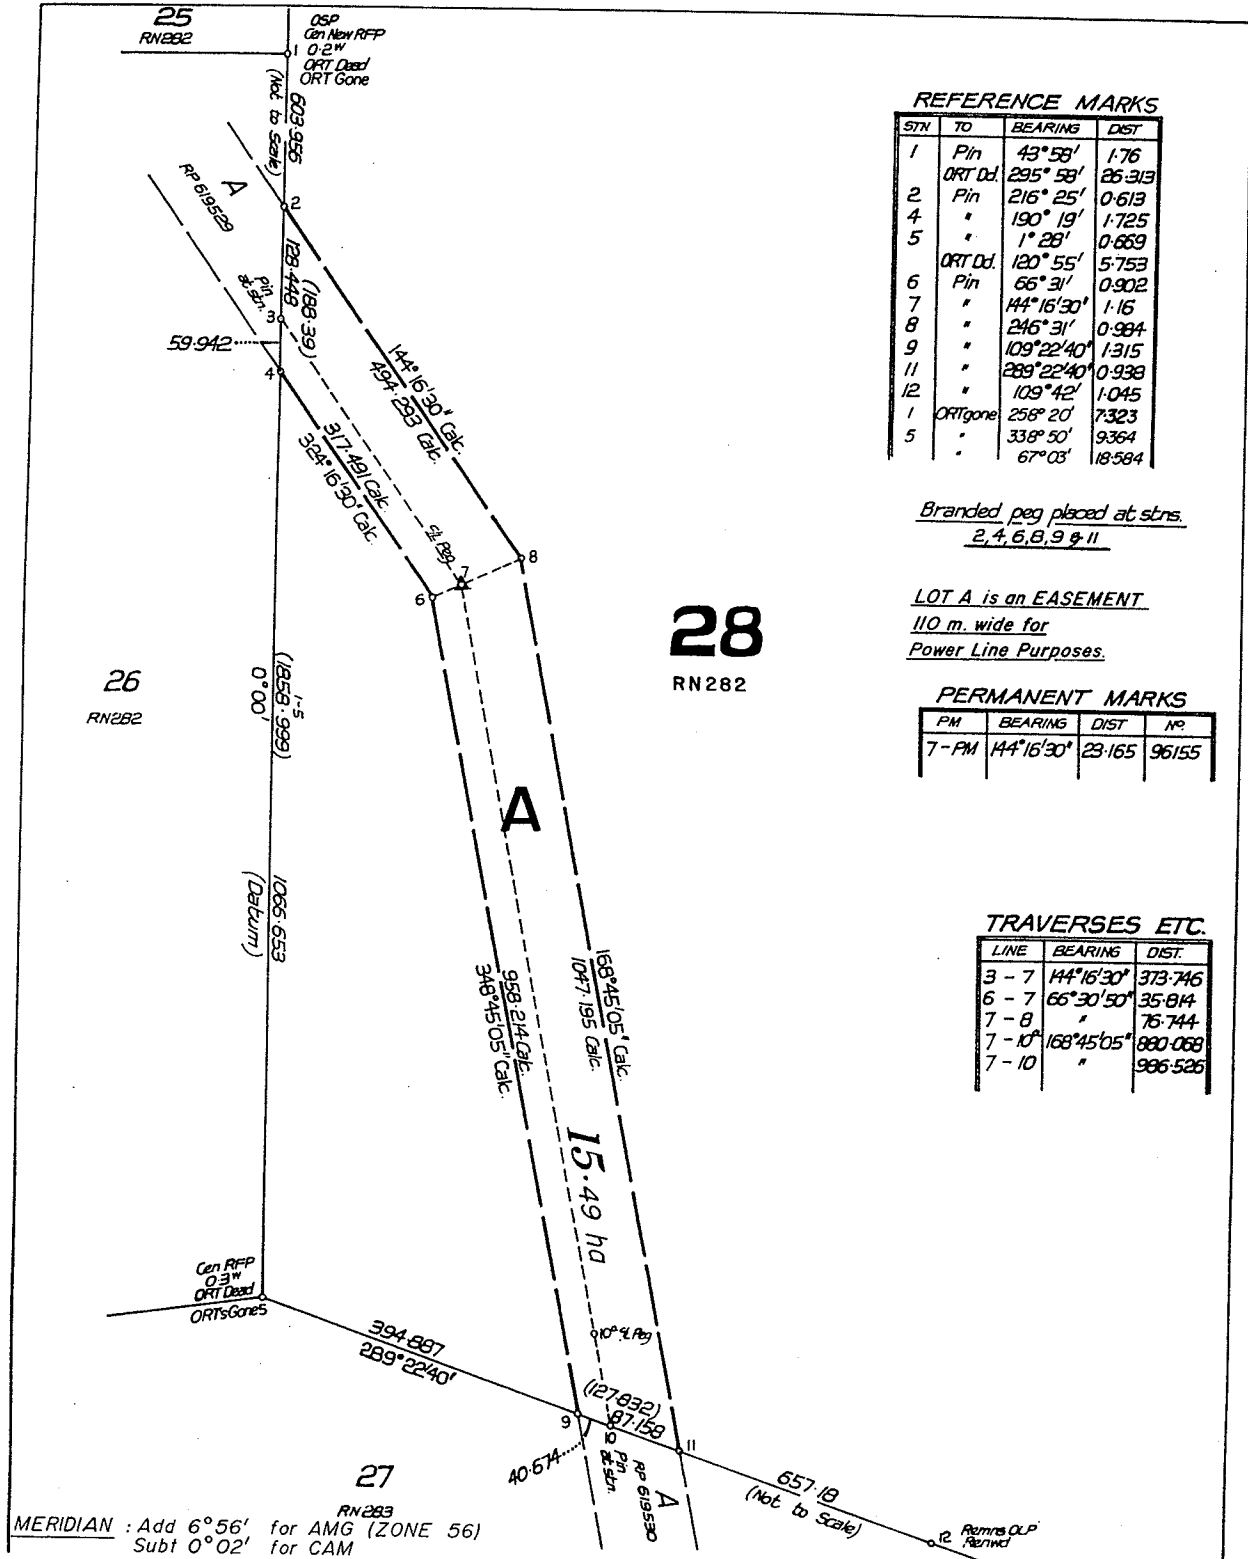 25
RN282
OSP
Cen New RFP
0·2ᵂ
ORT Dead
ORT Gone
1
603·956
(Not to Scale)
A
RP 619529
2
128·448
(188·39)
Pin
at stn.
3
59·942
4
144°16'30" Calc.
494·293 Calc.
317·491 Calc.
324°16'30" Calc.
¢ Peg
7
8
6
28
RN282
26
RN282
1-5
(1858·999)
0°00'
A
1066·653
(Datum)
168°45'05" Calc.
1047·195 Calc.
958·214 Calc.
348°45'05" Calc.
15·49 ha
Cen RFP
0·3ᵂ
ORT Dead
ORTs Gone
5
394·887
289°22'40"
10ᵃ ¢ Peg
(127·832)
87·158
9
10
11
40·674
Pin
at stn.
RP 619530
A
657·18
(Not to Scale)
12
Remns OLP
Renwd
27
RN283
MERIDIAN : Add 6°56' for AMG (ZONE 56)
Subt 0°02' for CAM
REFERENCE MARKS
STN TO BEARING DIST
1 Pin 43°58' 1·76
ORT Dd. 295°58' 26·313
2 Pin 216°25' 0·613
4 " 190°19' 1·725
5 " 1°28' 0·669
ORT Dd. 120°55' 5·753
6 Pin 66°31' 0·902
7 " 144°16'30" 1·16
8 " 246°31' 0·984
9 " 109°22'40" 1·315
11 " 289°22'40" 0·938
12 " 109°42' 1·045
1 ORT gone 258°20' 7·323
5 " 338°50' 9·364
" 67°03' 18·584
Branded peg placed at stns.
2,4,6,8,9 & 11
LOT A is an EASEMENT
110 m. wide for
Power Line Purposes.
PERMANENT MARKS
PM BEARING DIST Nº
7-PM 144°16'30" 23·165 96155
TRAVERSES ETC.
LINE BEARING DIST.
3 - 7 144°16'30" 373·746
6 - 7 66°30'50" 35·814
7 - 8 " 76·744
7 - 10ᵃ 168°45'05" 880·068
7 - 10 " 986·526